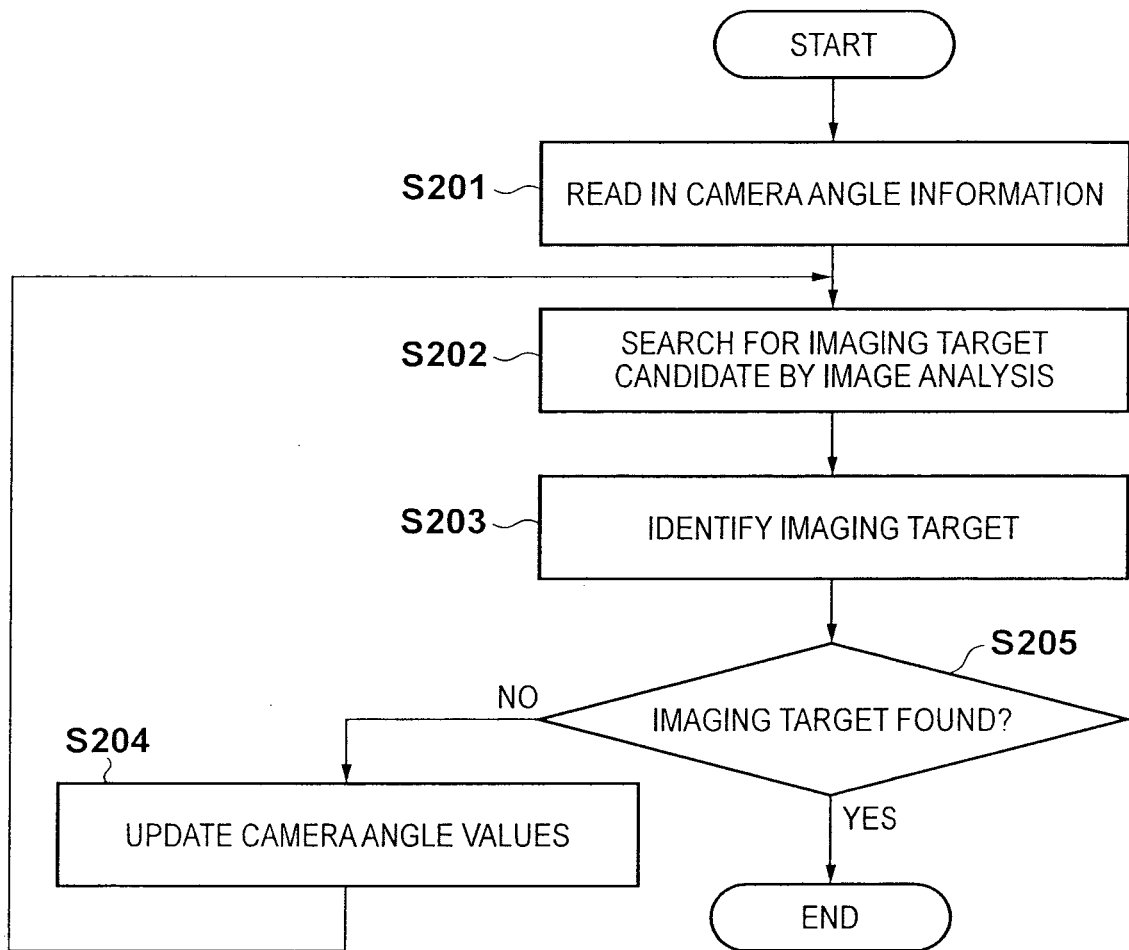 START
S201
READ IN CAMERA ANGLE INFORMATION
S202
SEARCH FOR IMAGING TARGET
CANDIDATE BY IMAGE ANALYSIS
S203
IDENTIFY IMAGING TARGET
S205
NO
IMAGING TARGET FOUND?
S204
UPDATE CAMERA ANGLE VALUES
YES
END